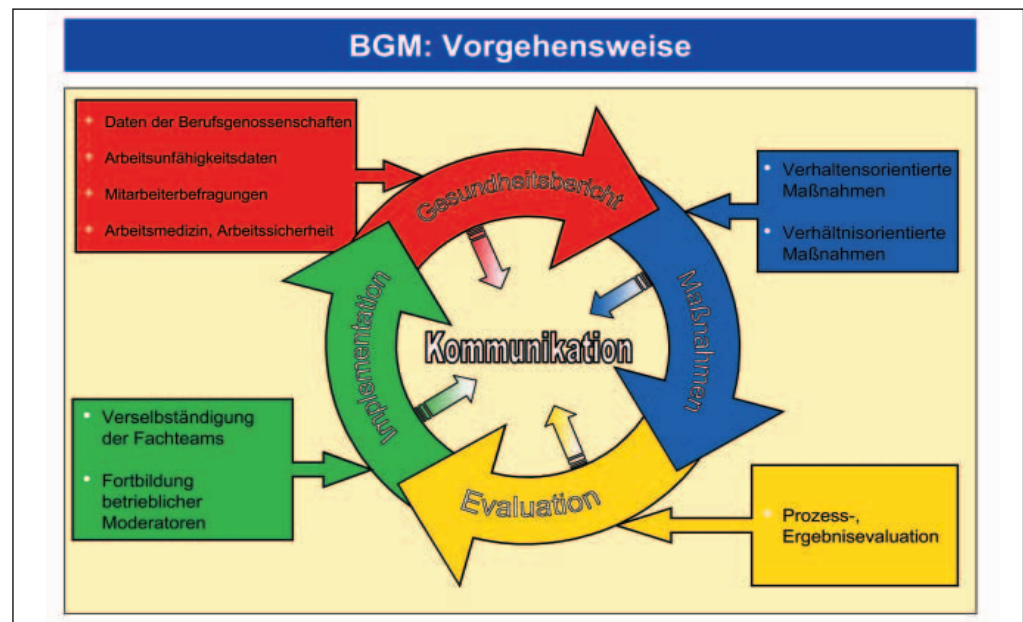 BGM: Vorgehensweise
Daten der Berufsgenossenschaften
Arbeitsunfähigkeitsdaten
Mitarbeiterbefragungen
Arbeitsmedizin, Arbeitssicherheit
Gesundheitsbericht
Verhaltensorientierte
Maßnahmen
Verhältnisorientierte
Maßnahmen
Maßnahmen
Kommunikation
Implementation
Verselbständigung
der Fachteams
Fortbildung
betrieblicher
Moderatoren
Evaluation
Prozess-,
Ergebnisevaluation